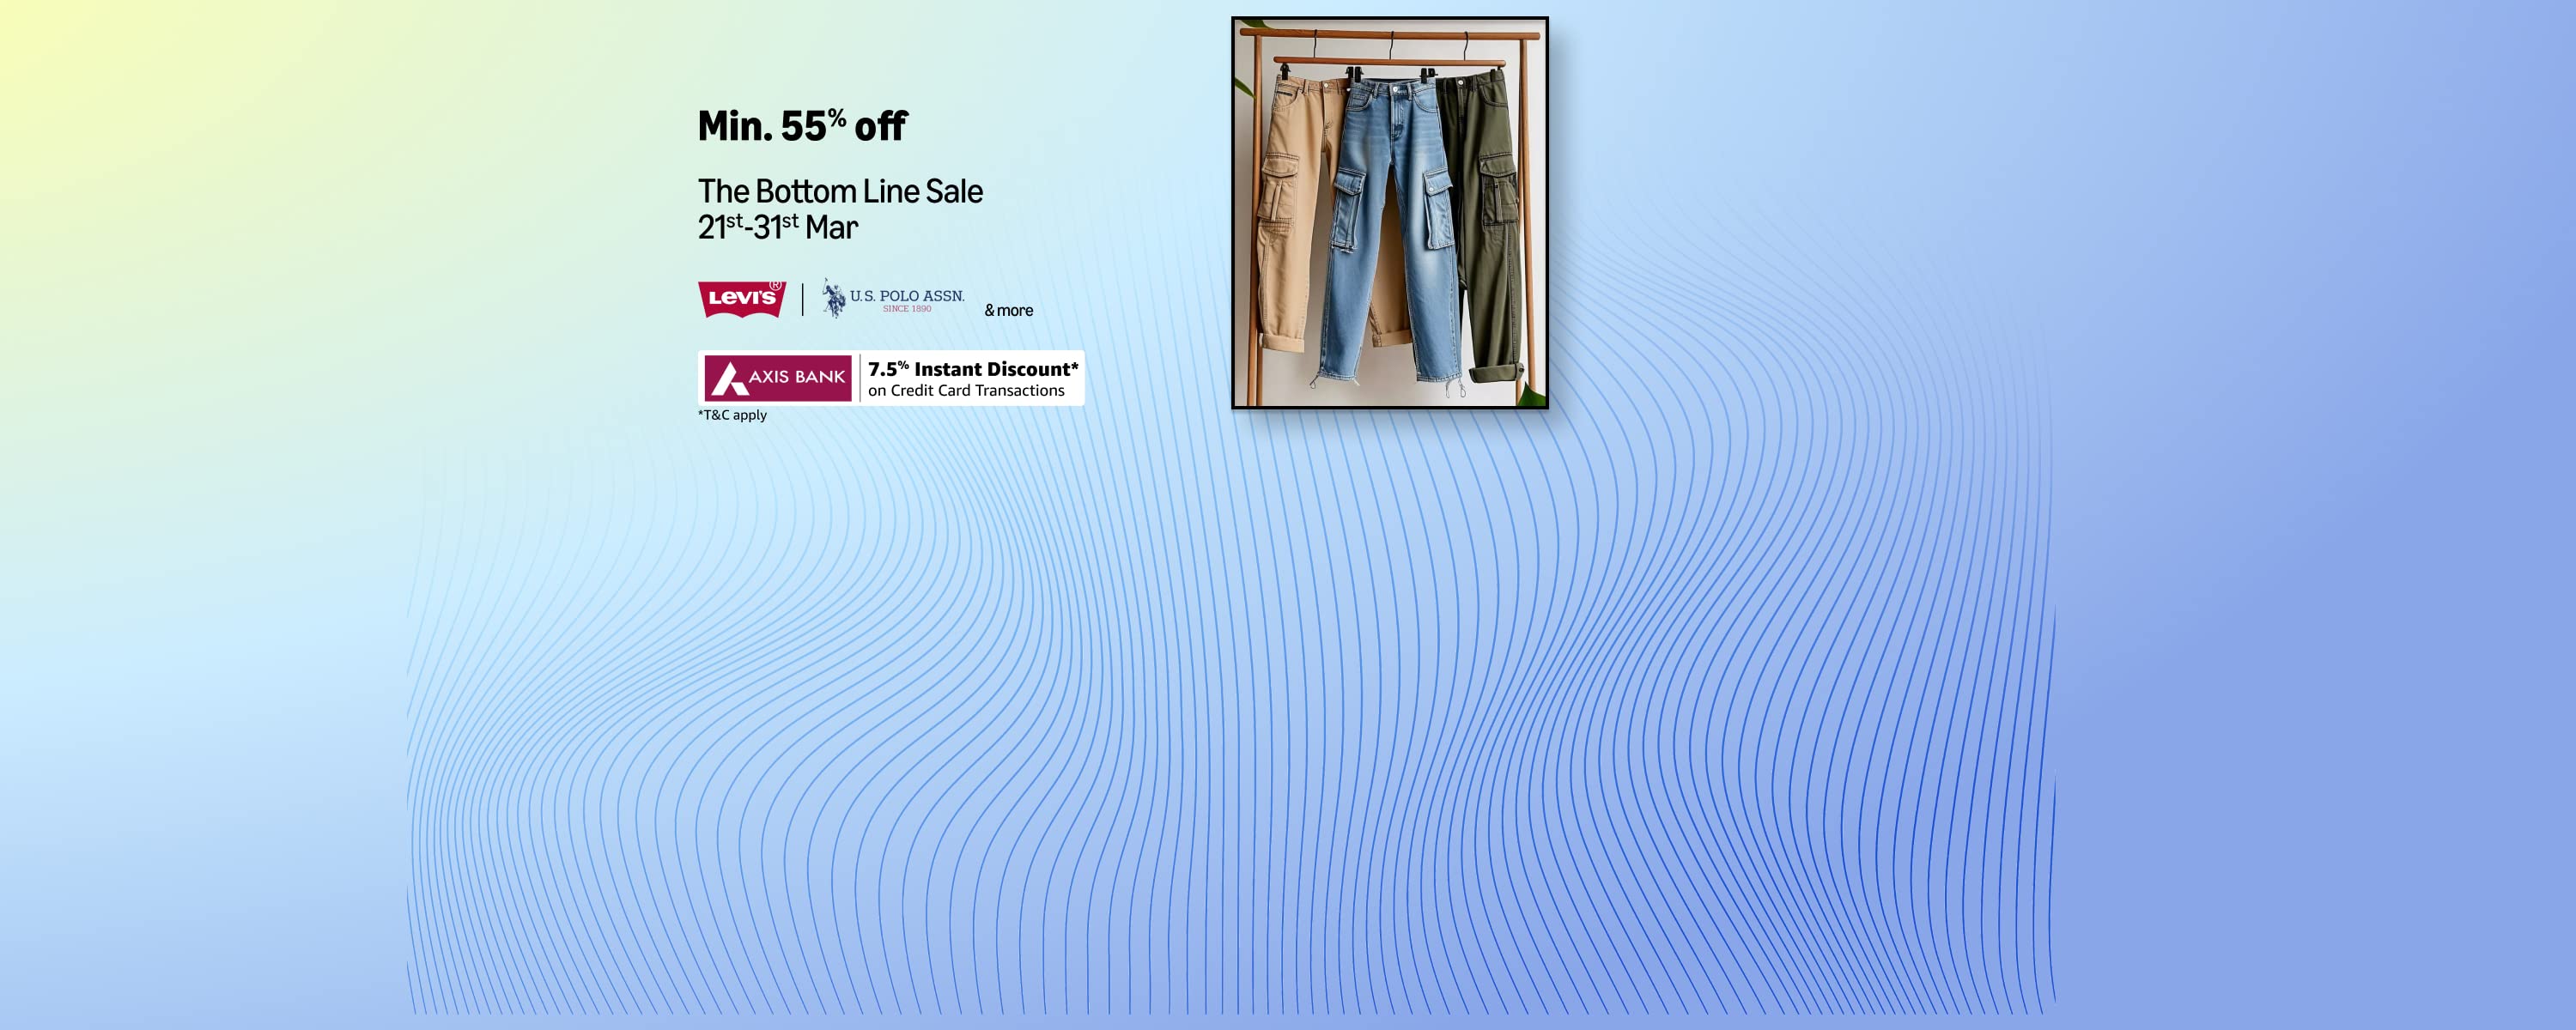 Min. 55% off
The Bottom Line Sale
21st-31st Mar
LEVI'S®
U.S. POLO ASSN.
SINCE 1890
& more
AXIS BANK
7.5% Instant Discount*
on Credit Card Transactions
*T&C apply